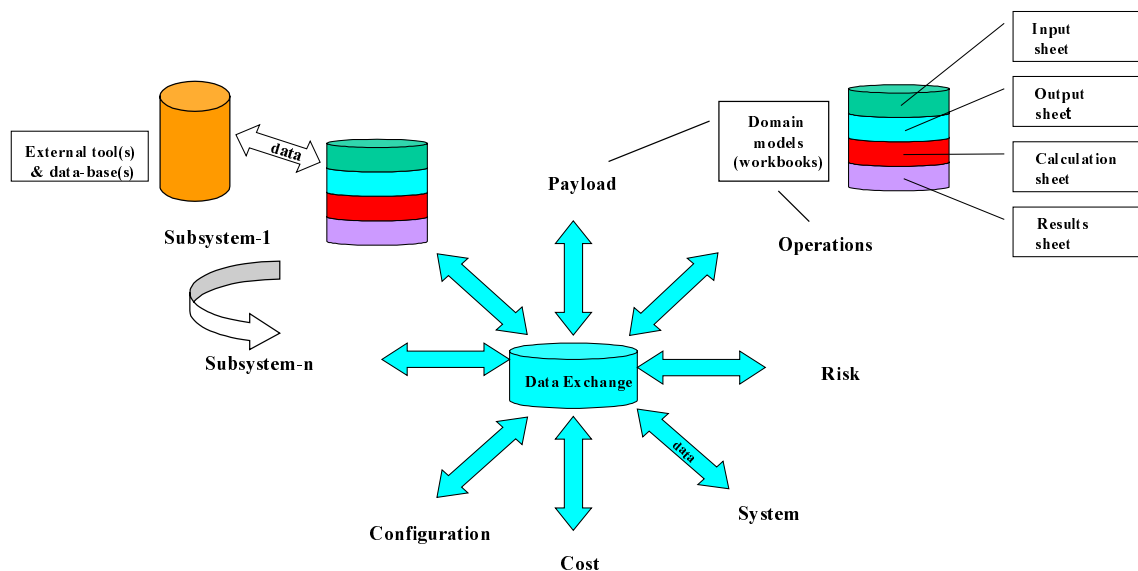 Input
sheet
Output
sheet
Calculation
sheet
Results
sheet
Domain
models
(workbooks)
External tool(s)
& data-base(s)
data
Payload
Subsystem-1
Operations
Subsystem-n
Data Exchange
Risk
data
System
Configuration
Cost